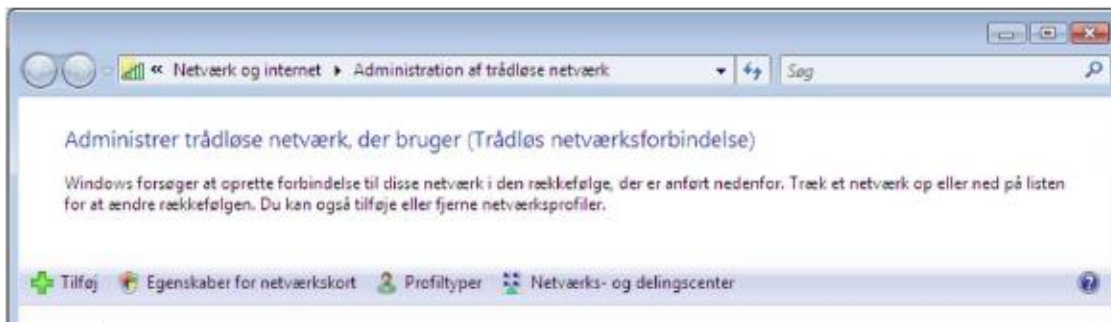 « Netværk og internet ▸ Administration af trådløse netværk Søg
Administrer trådløse netværk, der bruger (Trådløs netværksforbindelse)
Windows forsøger at oprette forbindelse til disse netværk i den rækkefølge, der er anført nedenfor. Træk et netværk op eller ned på listen
for at ændre rækkefølgen. Du kan også tilføje eller fjerne netværksprofiler.
Tilføj Egenskaber for netværkskort Profiltyper Netværks- og delingscenter